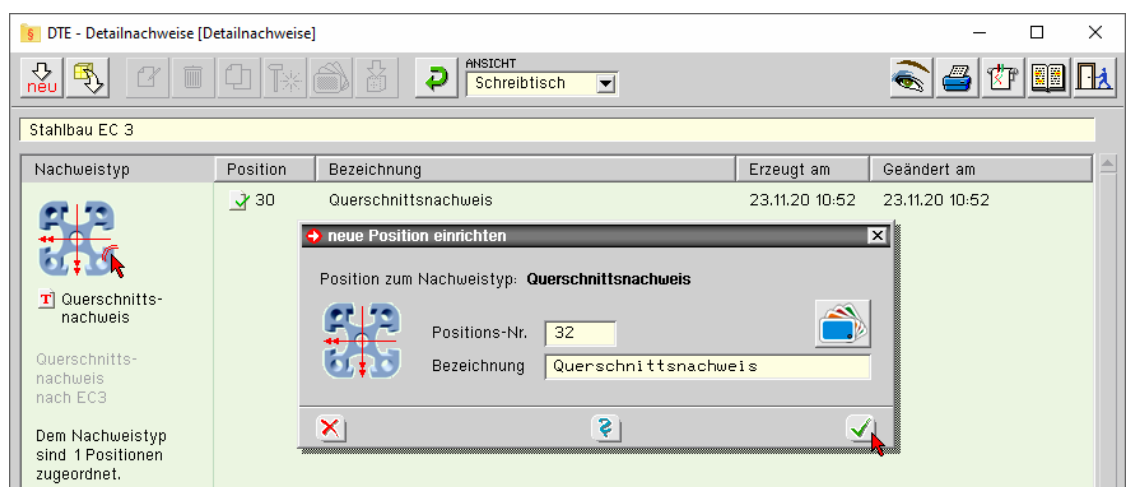 § DTE - Detailnachweise [Detailnachweise]
neu
ANSICHT
Schreibtisch
Stahlbau EC 3
Nachweistyp Position Bezeichnung Erzeugt am Geändert am
30 Querschnittsnachweis 23.11.20 10:52 23.11.20 10:52
neue Position einrichten
Position zum Nachweistyp: Querschnittsnachweis
T Querschnitts-
nachweis
Positions-Nr. 32
Bezeichnung Querschnittsnachweis
Querschnitts-
nachweis
nach EC3
Dem Nachweistyp
sind 1 Positionen
zugeordnet.